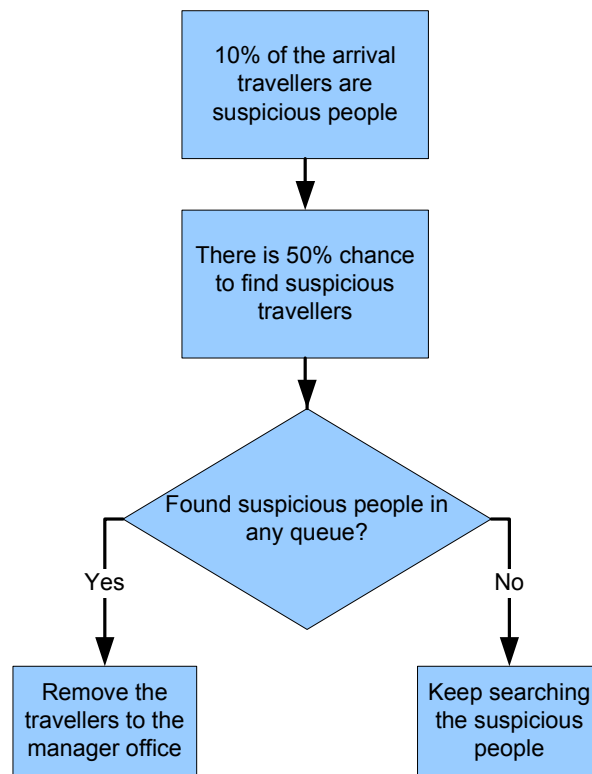 10% of the arrival
travellers are
suspicious people
There is 50% chance
to find suspicious
travellers
Found suspicious people in
any queue?
Yes
No
Remove the
travellers to the
manager office
Keep searching
the suspicious
people